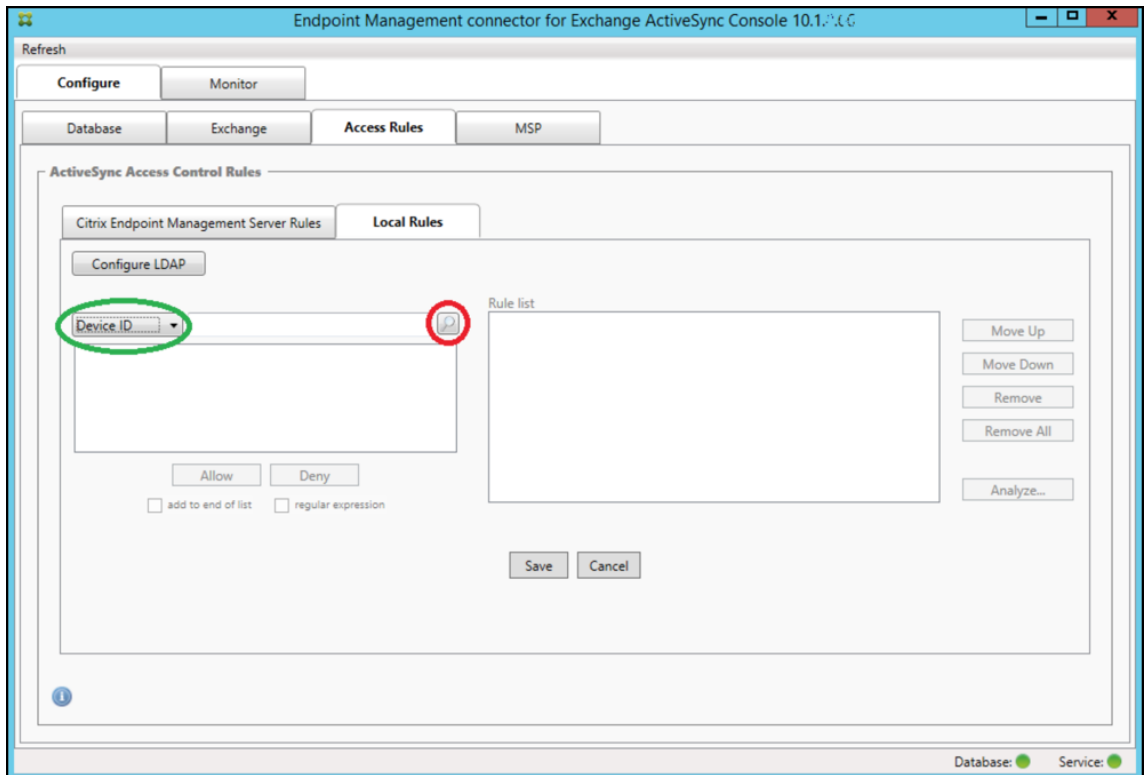 Endpoint Management connector for Exchange ActiveSync Console 10.1.
Refresh
Configure Monitor
Database Exchange Access Rules MSP
ActiveSync Access Control Rules
Citrix Endpoint Management Server Rules Local Rules
Configure LDAP
Rule list
Device ID
Move Up
Move Down
Remove
Remove All
Allow Deny
Analyze...
add to end of list regular expression
Save Cancel
Database: Service: